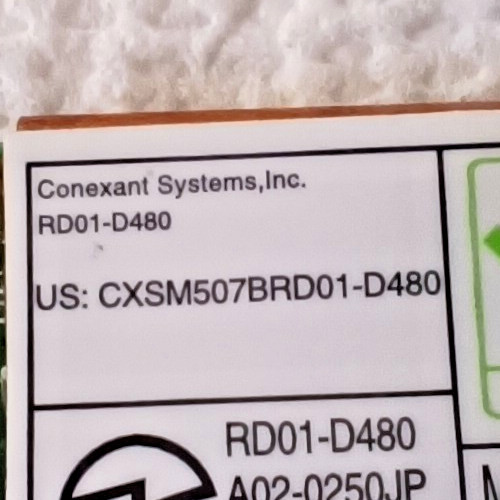 Conexant Systems,Inc.
RD01-D480
US: CXSM507BRD01-D480
RD01-D480
A02-0250JP